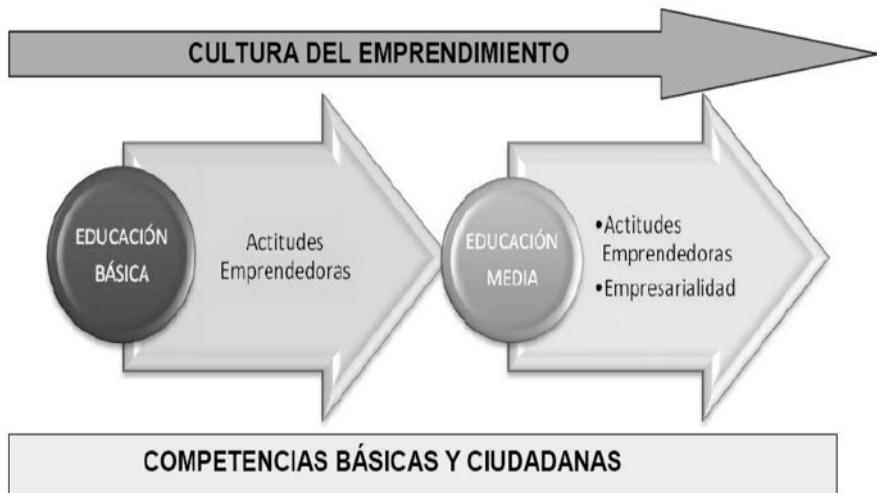 CULTURA DEL EMPRENDIMIENTO
EDUCACIÓN
BÁSICA
Actitudes
Emprendedoras
EDUCACIÓN
MEDIA
•Actitudes
Emprendedoras
•Empresarialidad
COMPETENCIAS BÁSICAS Y CIUDADANAS